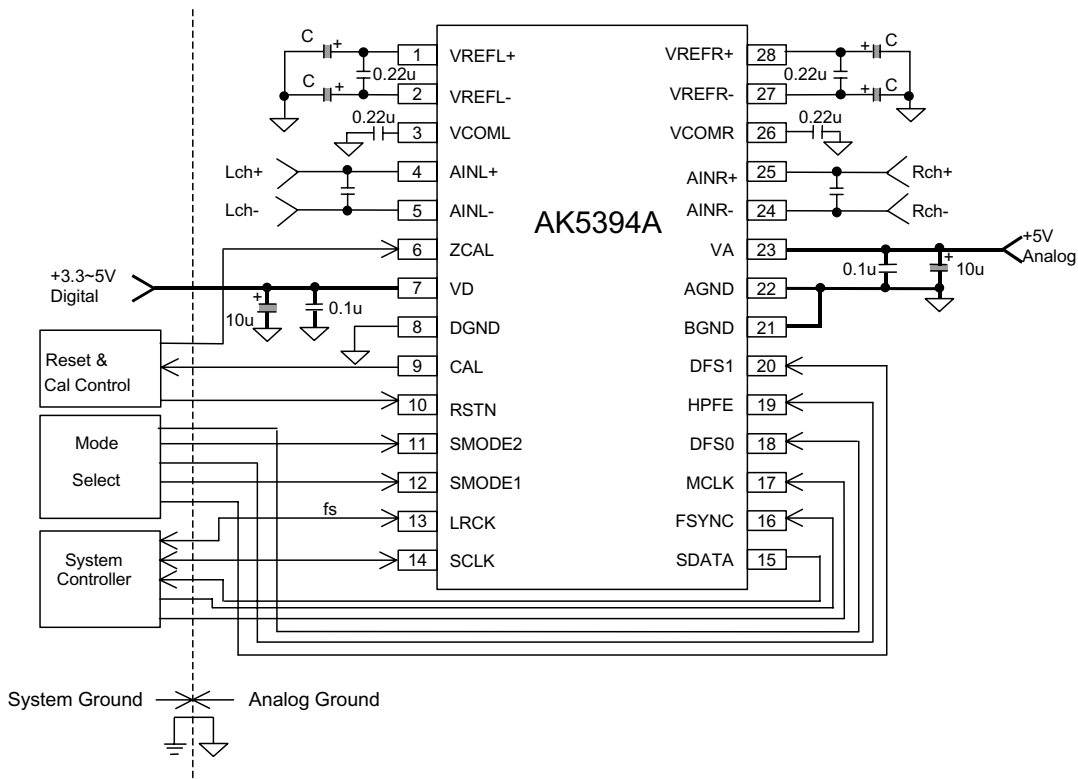 C +
1 VREFL+
0.22u
C +
2 VREFL-
0.22u
3 VCOML
Lch+
4 AINL+
Lch-
5 AINL-
6 ZCAL
+3.3~5V
Digital
7 VD
+
10u
0.1u
8 DGND
Reset &
Cal Control
9 CAL
10 RSTN
Mode
Select
11 SMODE2
12 SMODE1
fs
13 LRCK
System
Controller
14 SCLK
AK5394A
VREFR+ 28
+ C
0.22u
VREFR- 27
+ C
0.22u
VCOMR 26
AINR+ 25
Rch+
AINR- 24
Rch-
VA 23
+5V
Analog
0.1u
+
10u
AGND 22
BGND 21
DFS1 20
HPFE 19
DFS0 18
MCLK 17
FSYNC 16
SDATA 15
System Ground
Analog Ground